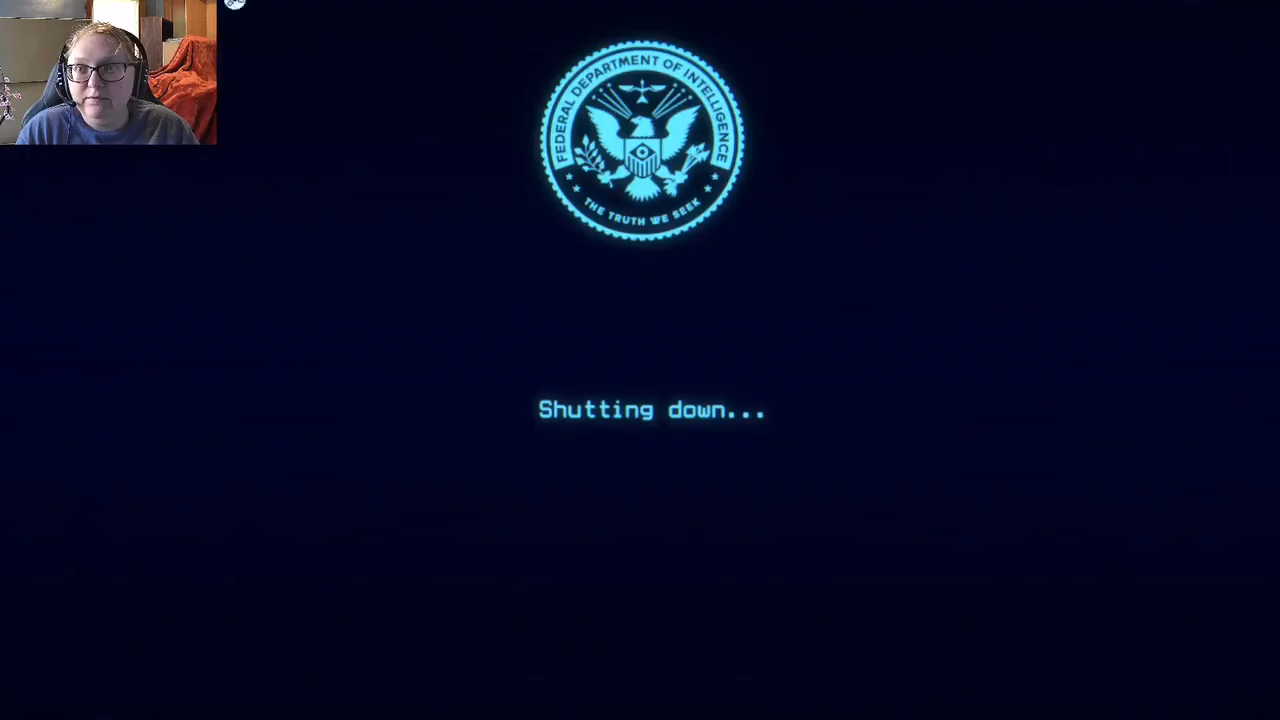 FEDERAL DEPARTMENT OF INTELLIGENCE
THE TRUTH WE SEEK
Shutting down...